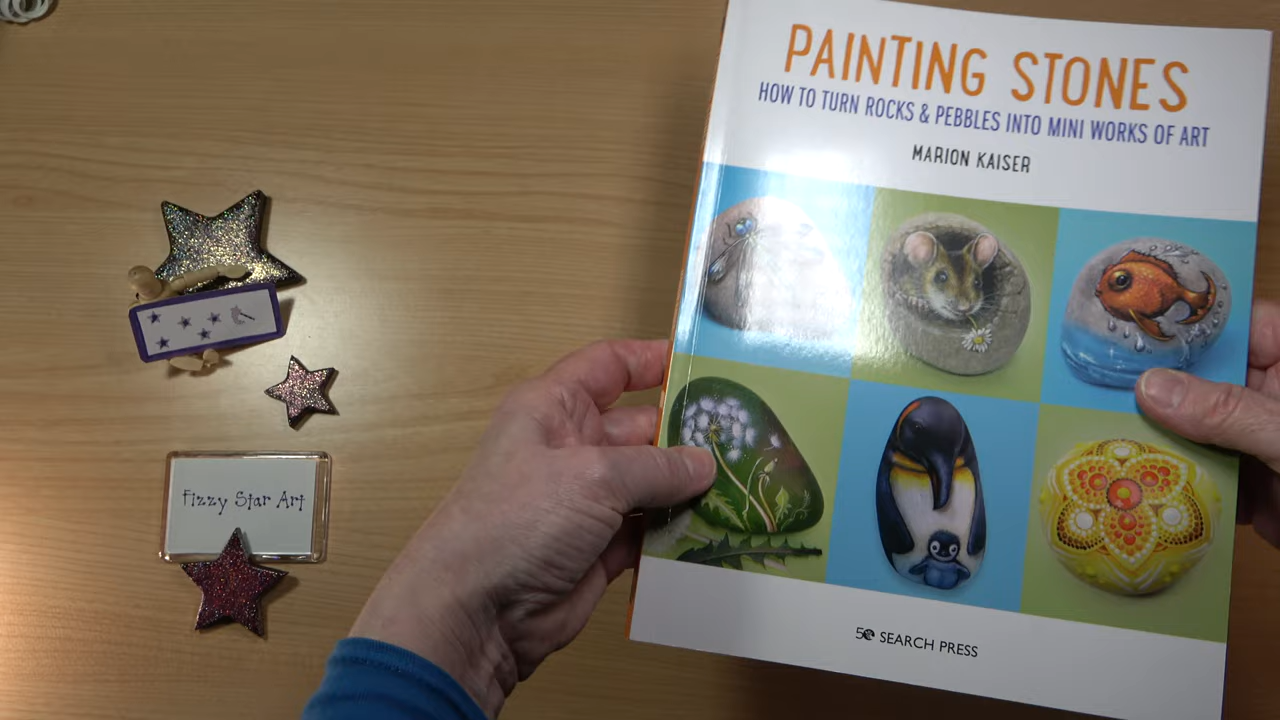 PAINTING STONES
HOW TO TURN ROCKS & PEBBLES INTO MINI WORKS OF ART
MARION KAISER
Fizzy Star Art
50 SEARCH PRESS